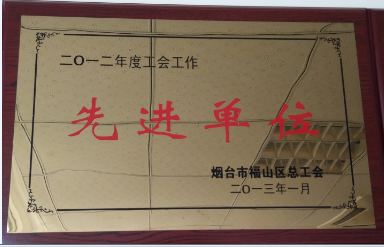 二〇一二年度工会工作
先进单位
烟台市福山区总工会
二〇一三年一月